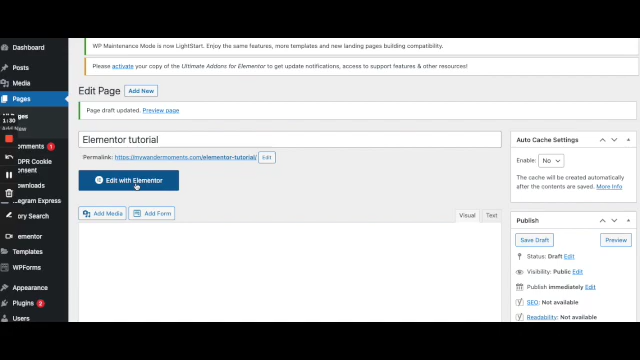 Dashboard
WP Maintenance Mode is now LightStart. Enjoy the same features, more templates and new landing pages building compatibility.
Posts
Please activate your copy of the Ultimate Addons for Elementor to get update notifications, access to support features & other resources!
Media
Pages
Edit Page Add New
ges
1:30
Add New
Page draft updated. Preview page
Elementor tutorial
Auto Cache Settings
omments 1
Permalink: https://mywandermoments.com/elementor-tutorial/ Edit
Enable: No
DPR Cookie
onsent
Edit with Elementor
The cache will be created automatically
after the contents are saved. More Info
ownloads
legram Express
ory Search
Add Media Add Form
Visual Text
Publish
ementor
Save Draft Preview
Templates
Status: Draft Edit
WPForms
Visibility: Public Edit
Appearance
Publish immediately Edit
Plugins 2
SEO: Not available
Users
Readability: Not available